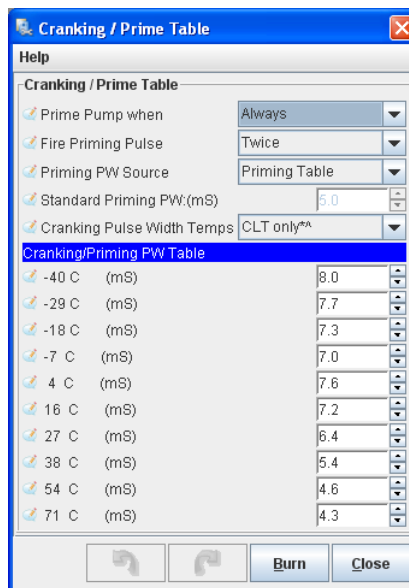 Cranking / Prime Table
Help
Cranking / Prime Table
Prime Pump when Always
Fire Priming Pulse Twice
Priming PW Source Priming Table
Standard Priming PW:(mS) 5.0
Cranking Pulse Width Temps CLT only*^
Cranking/Priming PW Table
-40 C (mS) 8.0
-29 C (mS) 7.7
-18 C (mS) 7.3
-7 C (mS) 7.0
4 C (mS) 7.6
16 C (mS) 7.2
27 C (mS) 6.4
38 C (mS) 5.4
54 C (mS) 4.6
71 C (mS) 4.3
Burn Close